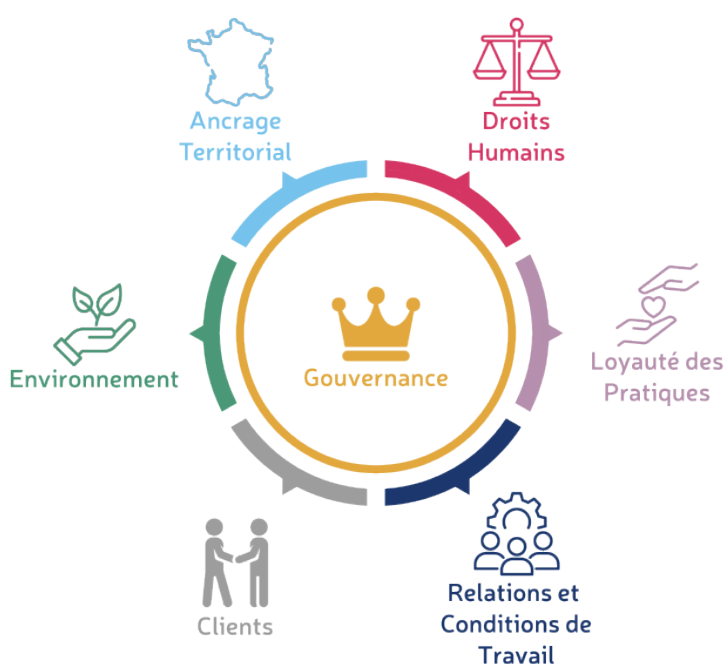 Ancrage
Territorial
Droits
Humains
Environnement
Gouvernance
Loyauté des
Pratiques
Clients
Relations et
Conditions de
Travail